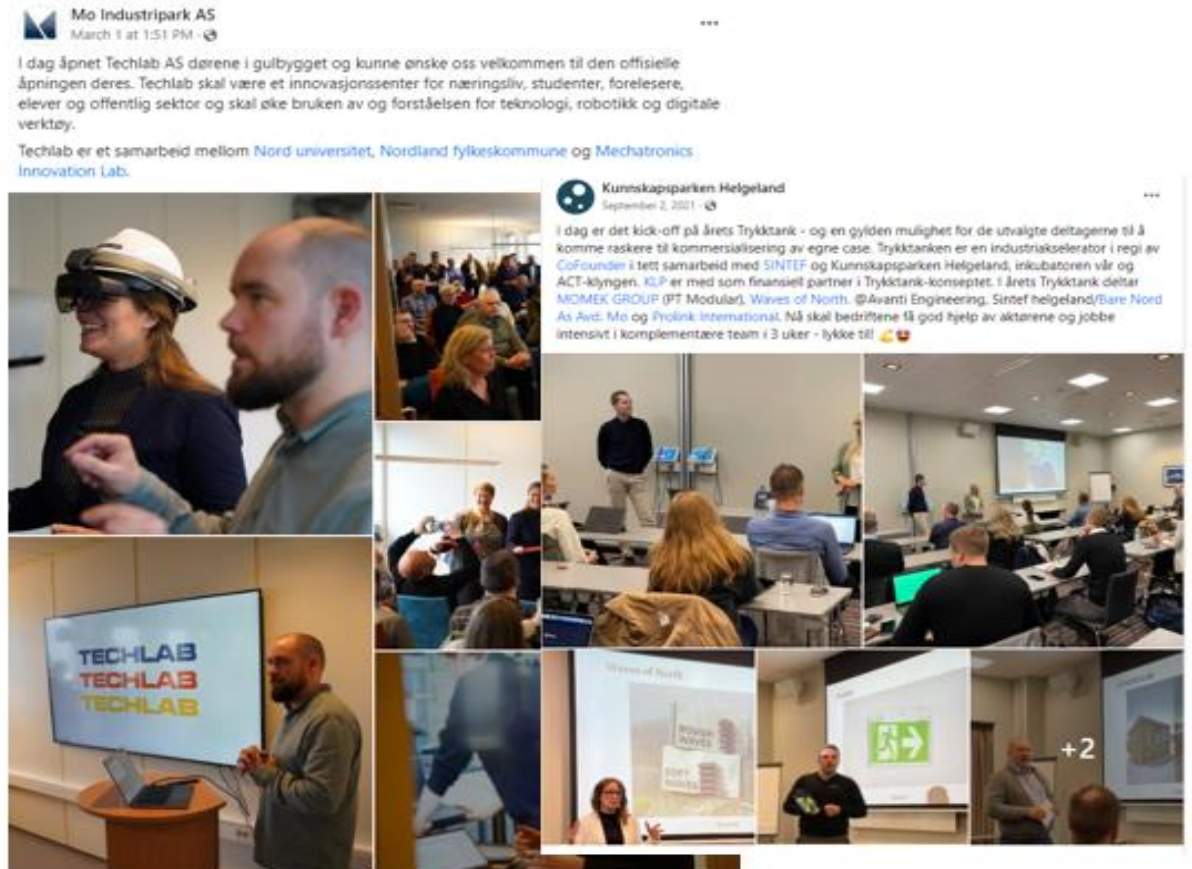 Mo Industripark AS
March 1 at 1:51 PM ·
I dag åpnet Techlab AS dørene i gulbygget og kunne ønske oss velkommen til den offisielle
åpningen deres. Techlab skal være et innovasjonssenter for næringsliv, studenter, forelesere,
elever og offentlig sektor og skal øke bruken av og forståelsen for teknologi, robotikk og digitale
verktøy.
Techlab er et samarbeid mellom Nord universitet, Nordland fylkeskommune og Mechatronics
Innovation Lab.
Kunnskapsparken Helgeland
September 2, 2021 ·
I dag er det kick-off på årets Trykktank - og en gylden mulighet for de utvalgte deltagerne til å
komme raskere til kommersialisering av egne case. Trykktanken er en industriakselerator i regi av
CoFounder i tett samarbeid med SINTEF og Kunnskapsparken Helgeland, inkubatoren vår og
ACT-klyngen. KLP er med som finansiell partner i Trykktank-konseptet. I årets Trykktank deltar
MOMEK GROUP (PT Modular), Waves of North. @Avanti Engineering, Sintef helgeland/Bare Nord
As Avd. Mo og Prolink International. Nå skal bedriftene få god hjelp av aktørene og jobbe
intensivt i komplementære team i 3 uker - lykke til!
TECHLAB
TECHLAB
TECHLAB
Waves of North
ROUGH
WAVES
SOFT
WAVES
+2